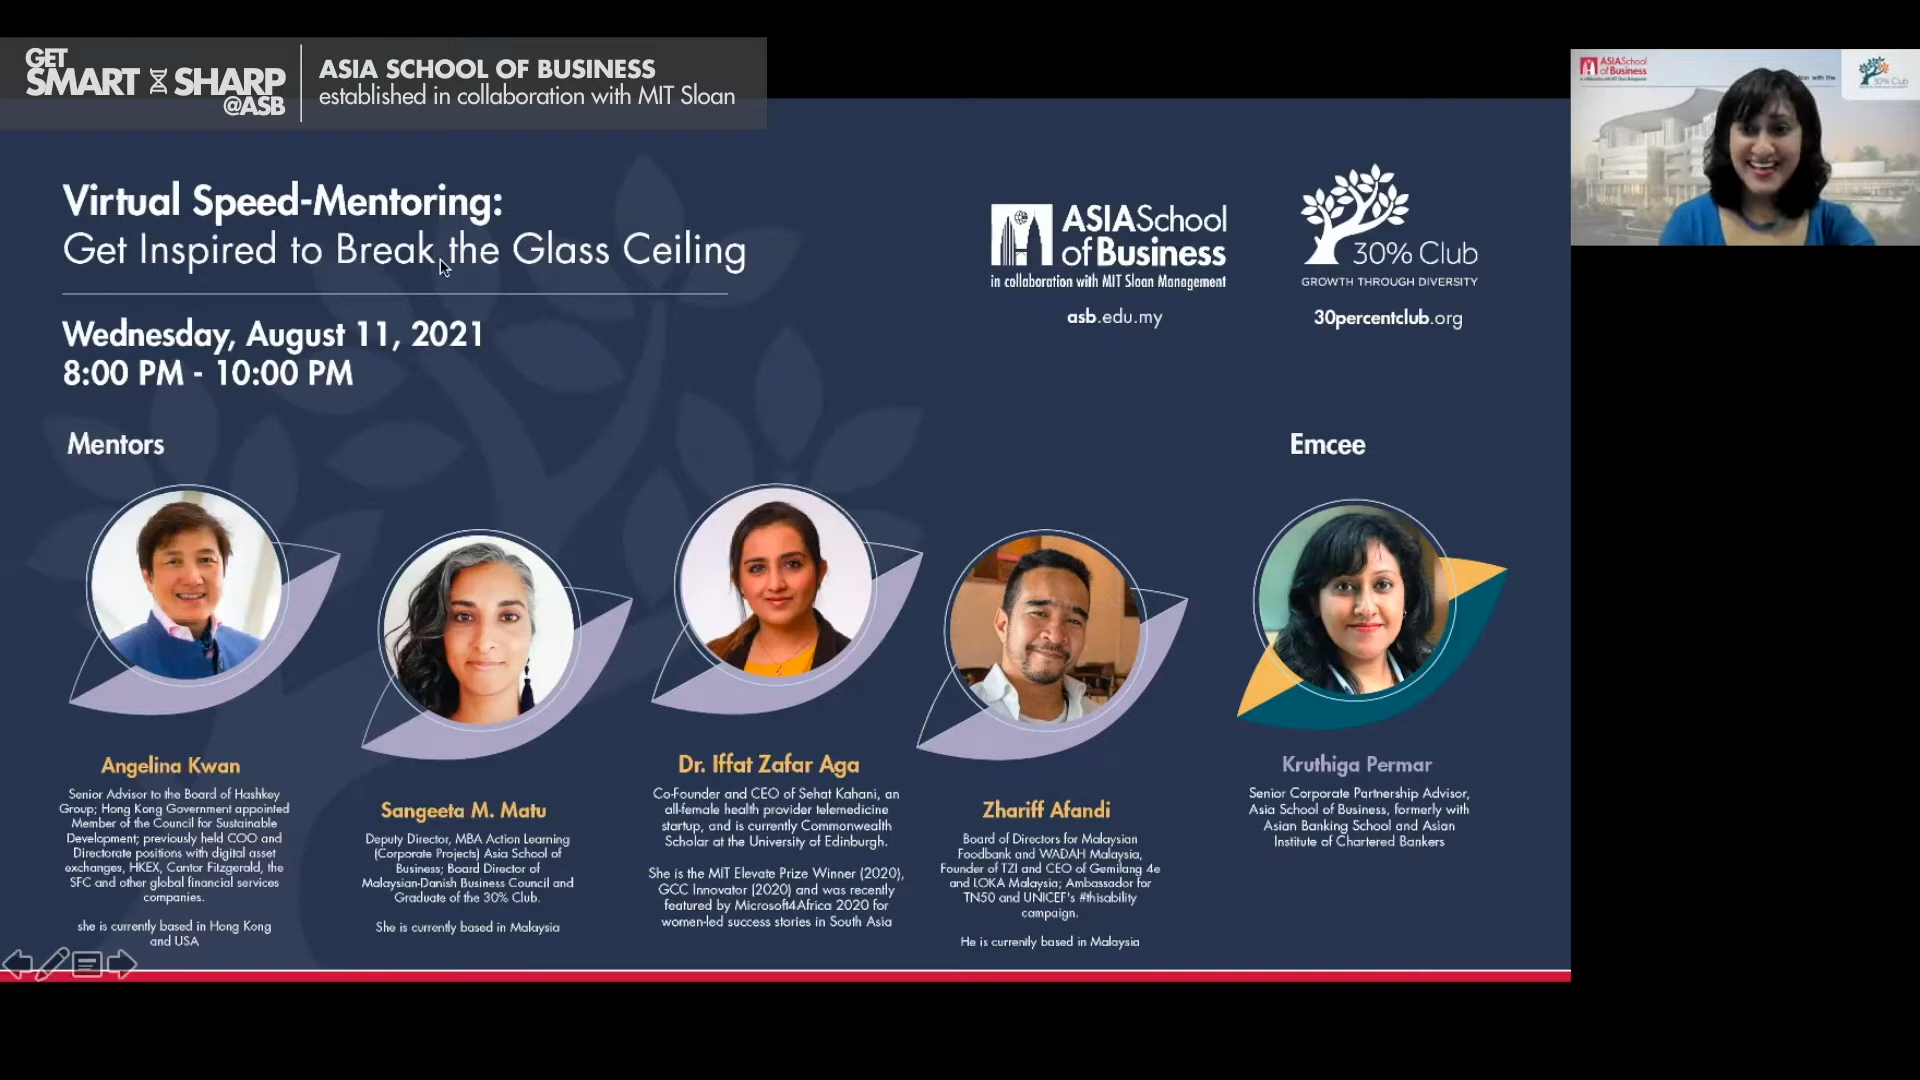 GET
SMART SHARP
@ASB
ASIA SCHOOL OF BUSINESS
established in collaboration with MIT Sloan
ASIASchool
of Business
30% Club
Virtual Speed-Mentoring:
Get Inspired to Break the Glass Ceiling
Wednesday, August 11, 2021
8:00 PM - 10:00 PM
ASIASchool
of Business
in collaboration with MIT Sloan Management
asb.edu.my
30% Club
GROWTH THROUGH DIVERSITY
30percentclub.org
Mentors
Emcee
Angelina Kwan
Senior Advisor to the Board of Hashkey
Group; Hong Kong Government appointed
Member of the Council for Sustainable
Development; previously held COO and
Directorate positions with digital asset
exchanges, HKEX, Cantor Fitzgerald, the
SFC and other global financial services
companies.
she is currently based in Hong Kong
and USA
Sangeeta M. Matu
Deputy Director, MBA Action Learning
(Corporate Projects) Asia School of
Business; Board Director of
Malaysian-Danish Business Council and
Graduate of the 30% Club.
She is currently based in Malaysia
Dr. Iffat Zafar Aga
Co-Founder and CEO of Sehat Kahani, an
all-female health provider telemedicine
startup, and is currently Commonwealth
Scholar at the University of Edinburgh.
She is the MIT Elevate Prize Winner (2020),
GCC Innovator (2020) and was recently
featured by Microsoft4Africa 2020 for
women-led success stories in South Asia
Zhariff Afandi
Board of Directors for Malaysian
Foodbank and WADAH Malaysia,
Founder of TZI and CEO of Gemilang 4e
and LOKA Malaysia; Ambassador for
TN50 and UNICEF's #thisability
campaign.
He is currently based in Malaysia
Kruthiga Permar
Senior Corporate Partnership Advisor,
Asia School of Business, formerly with
Asian Banking School and Asian
Institute of Chartered Bankers